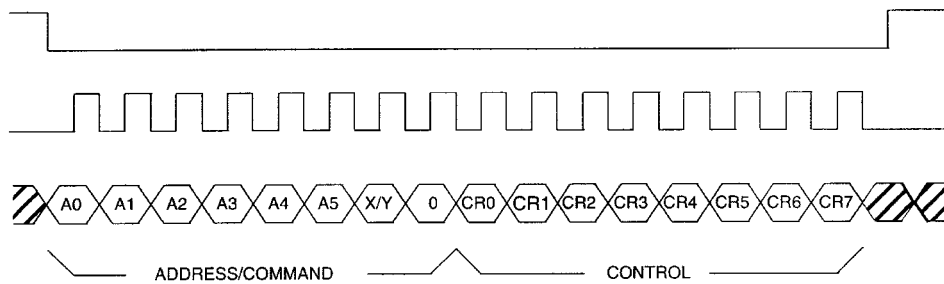 A0 A1 A2 A3 A4 A5 X/Y 0 CR0 CR1 CR2 CR3 CR4 CR5 CR6 CR7
ADDRESS/COMMAND CONTROL